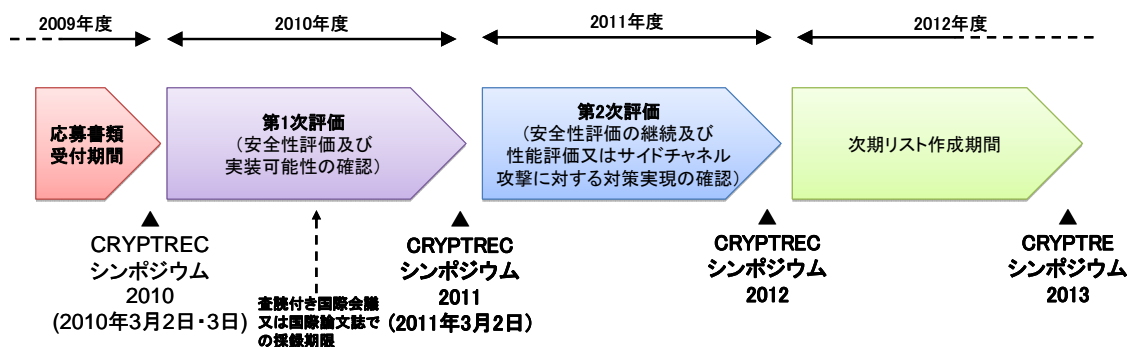 2009年度
2010年度
2011年度
2012年度
応募書類
受付期間
第1次評価
（安全性評価及び
実装可能性の確認）
第2次評価
（安全性評価の継続及び
性能評価又はサイドチャネル
攻撃に対する対策実現の確認）
次期リスト作成期間
▲
CRYPTREC
シンポジウム
2010
(2010年3月2日・3日)
査読付き国際会議
又は国際論文誌で
の採録期限
▲
CRYPTREC
シンポジウム
2011
(2011年3月2日)
▲
CRYPTREC
シンポジウム
2012
▲
CRYPTRE
シンポジウム
2013